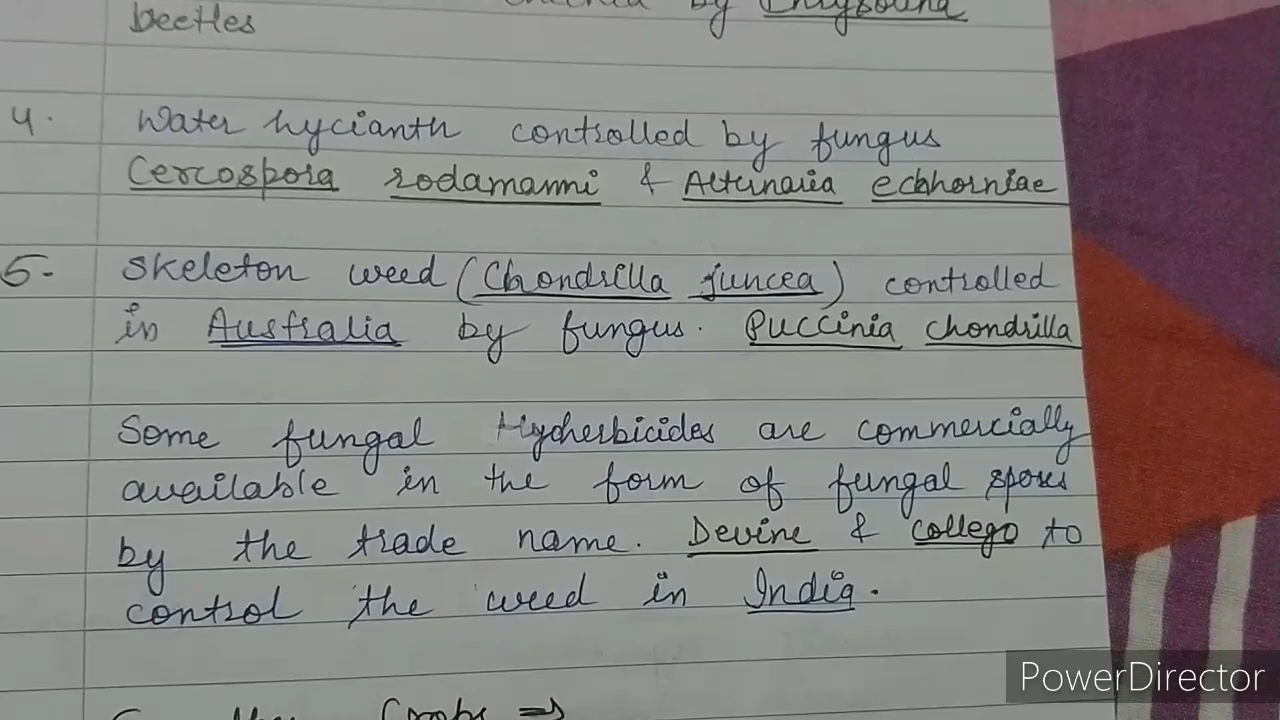 beetles
4. Water hycianth controlled by fungus
Cercospora rodamanni & Alternaria echhorniae
5. Skeleton weed (Chondrilla juncea) controlled
in Australia by fungus. Puccinia chondrilla
Some fungal Mycherbicides are commercially
available in the form of fungal spores
by the trade name. Devine & collego to
control the weed in India.
PowerDirector